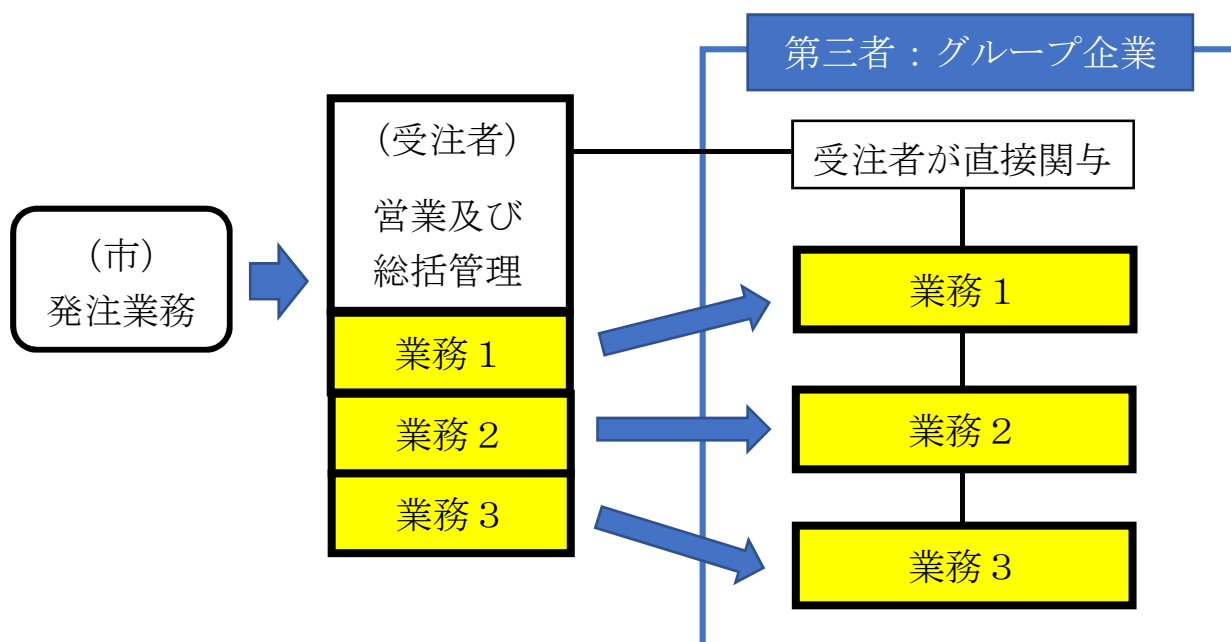 第三者：グループ企業
（受注者）
営業及び
総括管理
受注者が直接関与
（市）
発注業務
業務１
業務２
業務３
業務１
業務２
業務３